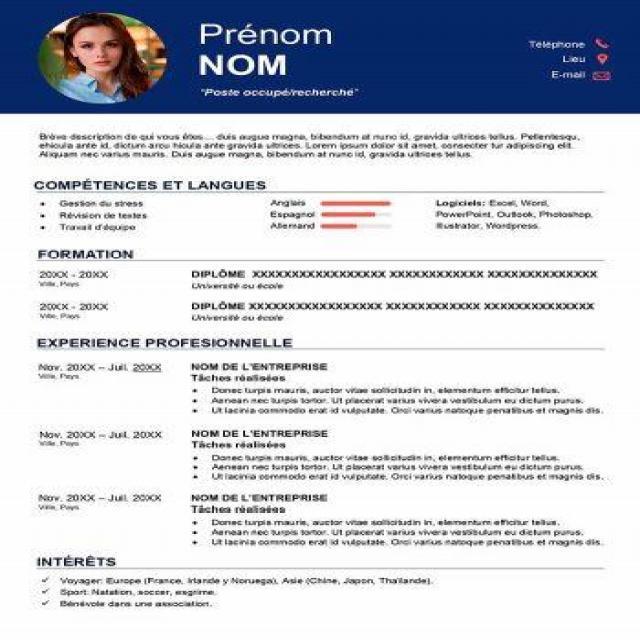 Prénom
NOM
"Poste occupé/recherché"
Téléphone
Lieu
E-mail
Brève description de qui vous êtes... duis augue magna, bibendum at nunc id, gravida ultrices tellus. Pellentesqu,
ehicula ante id, dictum arcu hicula ante gravida ultrices. Lorem ipsum dolor sit amet, consectetur tur adipiscing elit.
Aliquam nec varius mauris. Duis augue magna, bibendum at nunc id, gravida ultrices tellus.
COMPÉTENCES ET LANGUES
• Gestion du stress
• Révision de textes
• Travail d'équipe
Anglais
Espagnol
Allemand
Logiciels: Excel, Word,
PowerPoint, Outlook, Photoshop,
Illustrator, Wordpress.
FORMATION
20XX - 20XX
Ville, Pays
DIPLÔME XXXXXXXXXXXXXXXXX XXXXXXXXXXXX XXXXXXXXXXXXXX
Université ou école
20XX - 20XX
Ville, Pays
DIPLÔME XXXXXXXXXXXXXXXXX XXXXXXXXXXXX XXXXXXXXXXXXXX
Université ou école
EXPERIENCE PROFESIONNELLE
Nov. 20XX – Juil. 20XX
Ville, Pays
NOM DE L'ENTREPRISE
Tâches réalisées
• Donec turpis mauris, auctor vitae sollicitudin in, elementum efficitur tellus.
• Aenean nec turpis tortor. Ut placerat varius vivera vestibulum eu dictum purus.
• Ut lacinia commodo erat id vulputate. Orci varius natoque penatibus et magnis dis.
Nov. 20XX – Juil. 20XX
Ville, Pays
NOM DE L'ENTREPRISE
Tâches réalisées
• Donec turpis mauris, auctor vitae sollicitudin in, elementum efficitur tellus.
• Aenean nec turpis tortor. Ut placerat varius vivera vestibulum eu dictum purus.
• Ut lacinia commodo erat id vulputate. Orci varius natoque penatibus et magnis dis.
Nov. 20XX – Juil. 20XX
Ville, Pays
NOM DE L'ENTREPRISE
Tâches réalisées
• Donec turpis mauris, auctor vitae sollicitudin in, elementum efficitur tellus.
• Aenean nec turpis tortor. Ut placerat varius vivera vestibulum eu dictum purus.
• Ut lacinia commodo erat id vulputate. Orci varius natoque penatibus et magnis dis.
INTÉRÊTS
✓ Voyager: Europe (France, Irlande y Noruega), Asie (Chine, Japon, Thaïlande).
✓ Sport: Natation, soccer, esgrime.
✓ Bénévole dans une association.